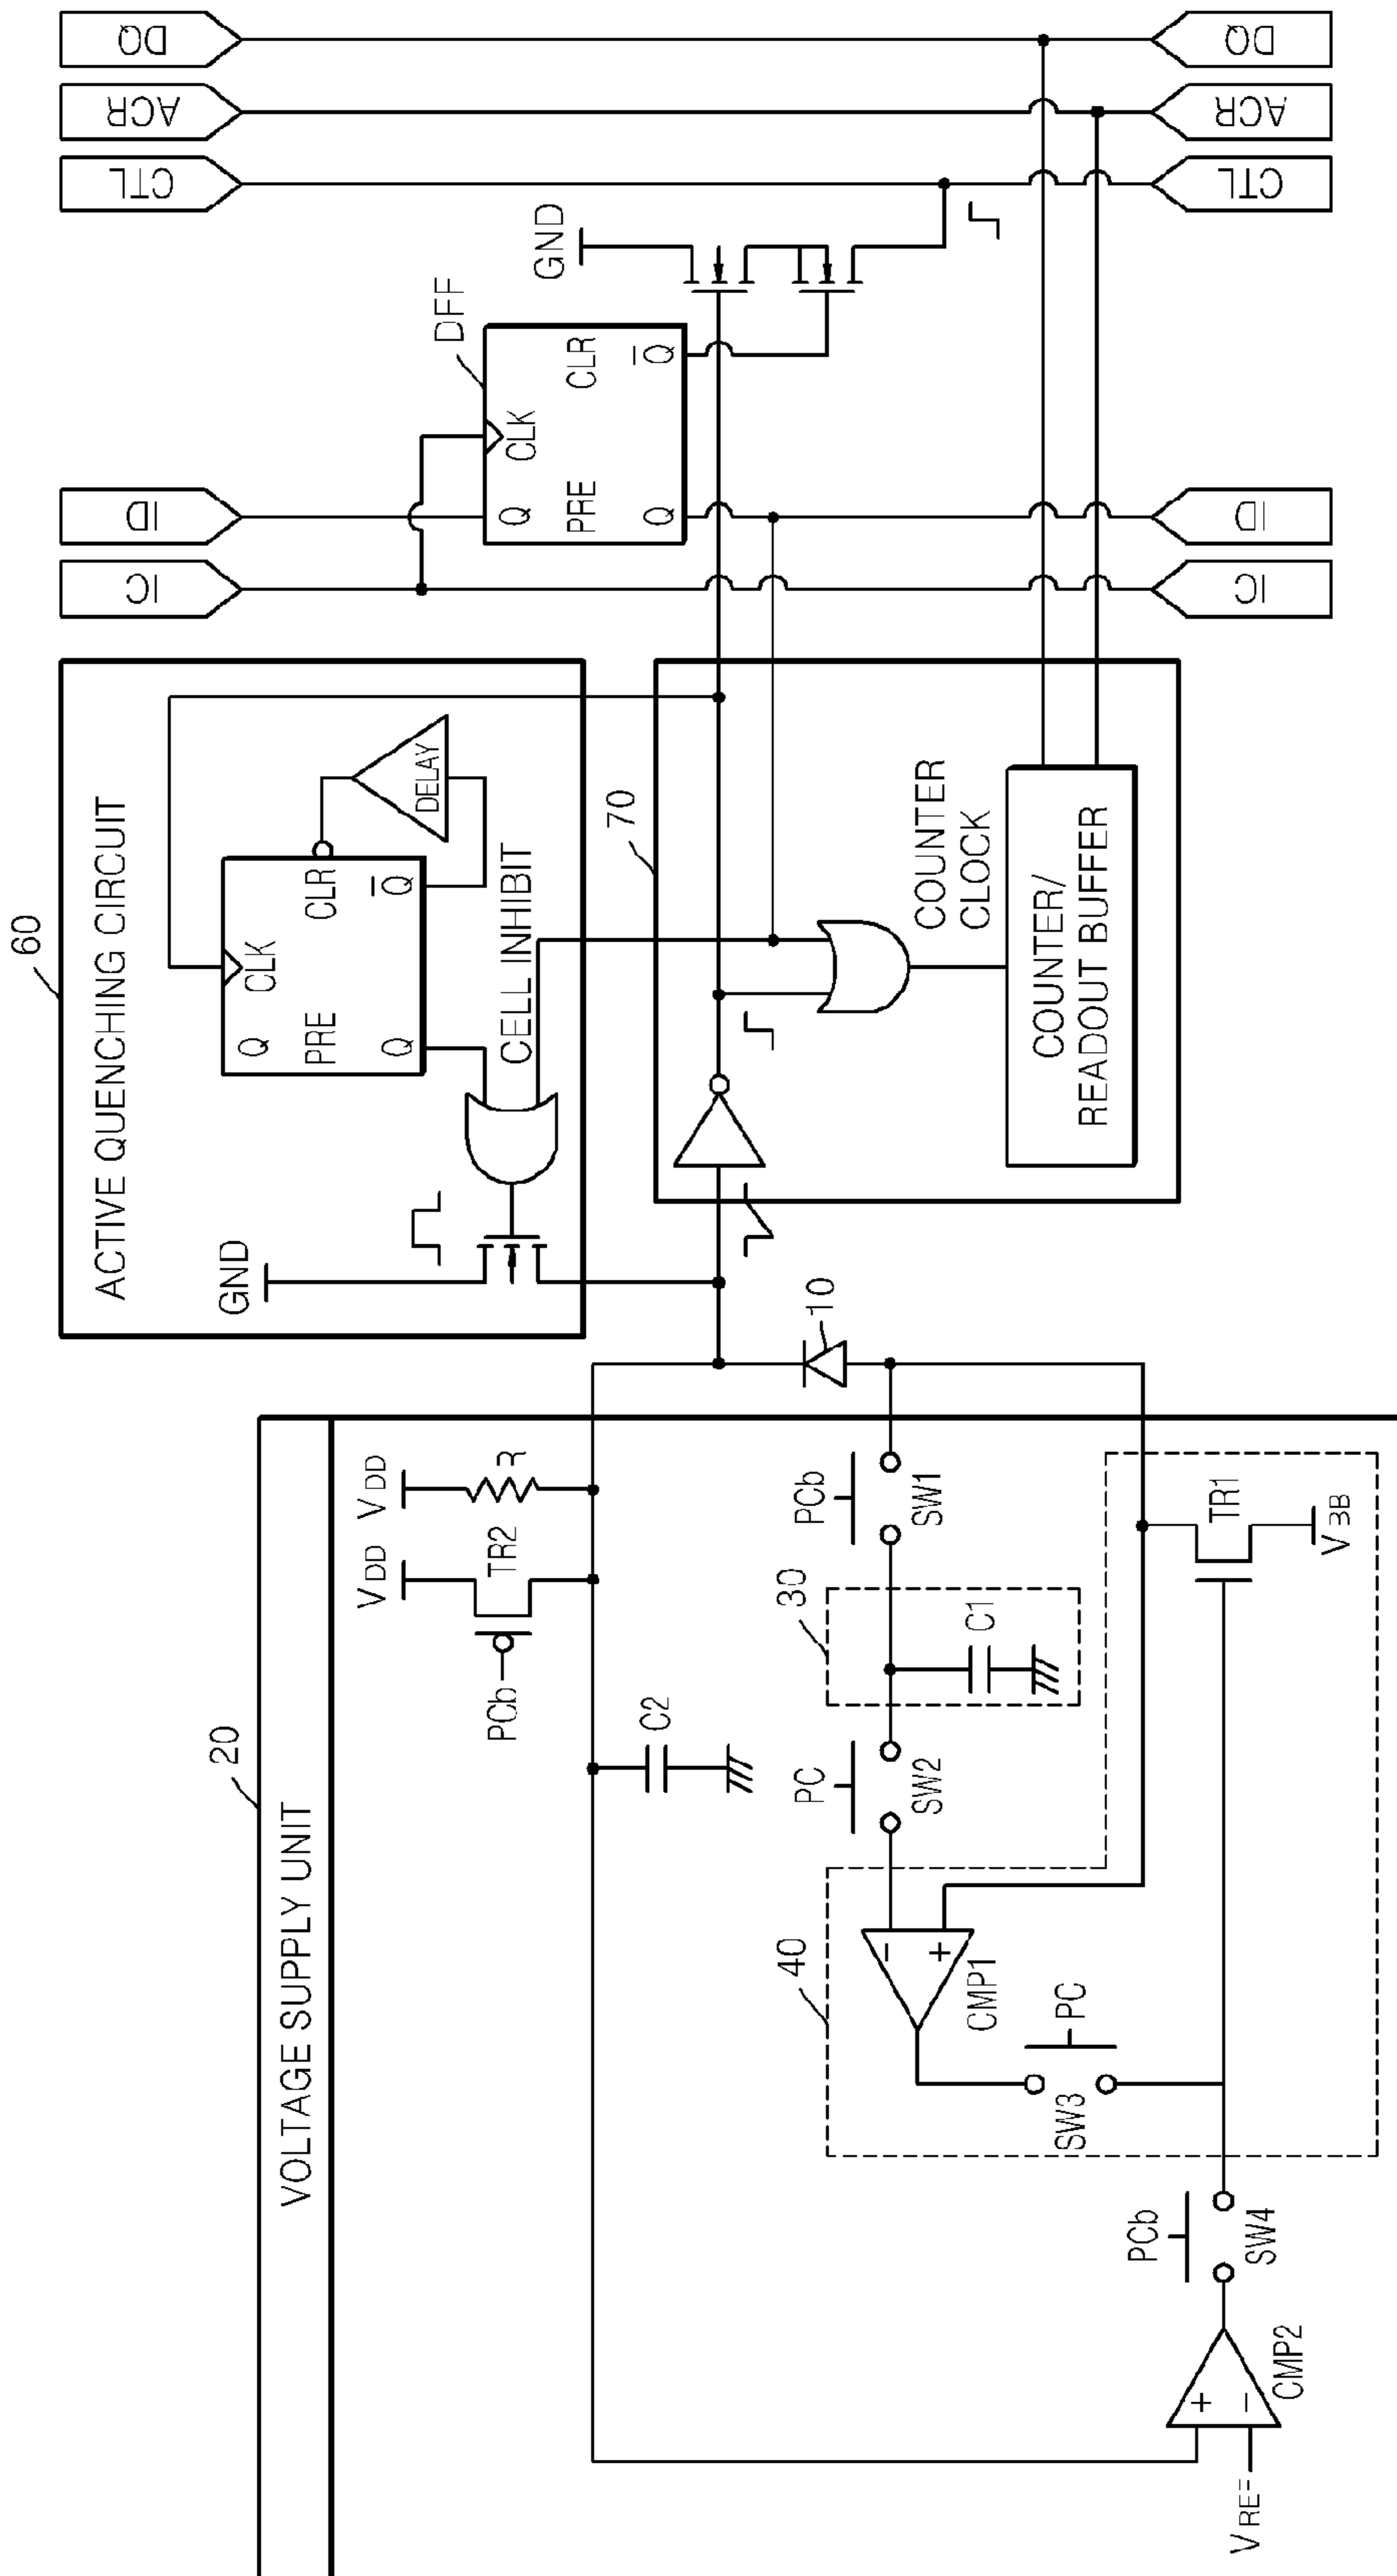 DQ
ACR
CTL
ID
IC
GND
DFF
Q
CLK
PRE
CLR
Q
Q
60
ACTIVE QUENCHING CIRCUIT
GND
Q
CLK
PRE
CLR
Q
Q
DELAY
CELL INHIBIT
70
COUNTER
CLOCK
COUNTER/
READOUT BUFFER
DQ
ACR
CTL
ID
IC
10
20
VOLTAGE SUPPLY UNIT
VDD
VDD
R
TR2
PCb
C2
PCb
SW1
30
C1
PC
SW2
40
-
+
CMP1
PC
SW3
TR1
PCb
SW4
+
-
CMP2